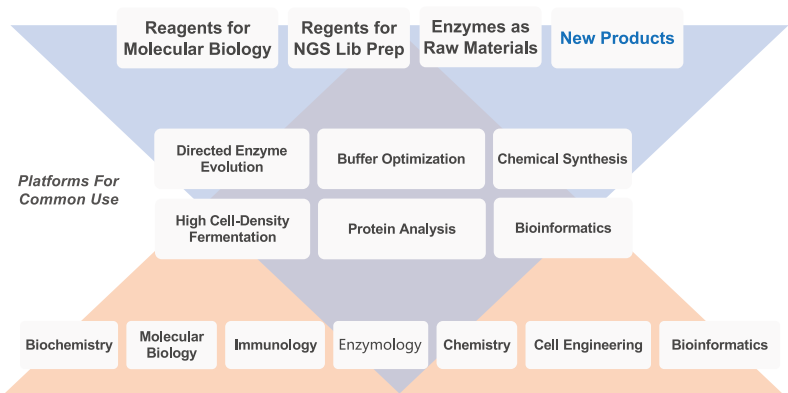 Reagents for
Molecular Biology
Regents for
NGS Lib Prep
Enzymes as
Raw Materials
New Products
Platforms For
Common Use
Directed Enzyme
Evolution
Buffer Optimization
Chemical Synthesis
High Cell-Density
Fermentation
Protein Analysis
Bioinformatics
Biochemistry
Molecular
Biology
Immunology
Enzymology
Chemistry
Cell Engineering
Bioinformatics